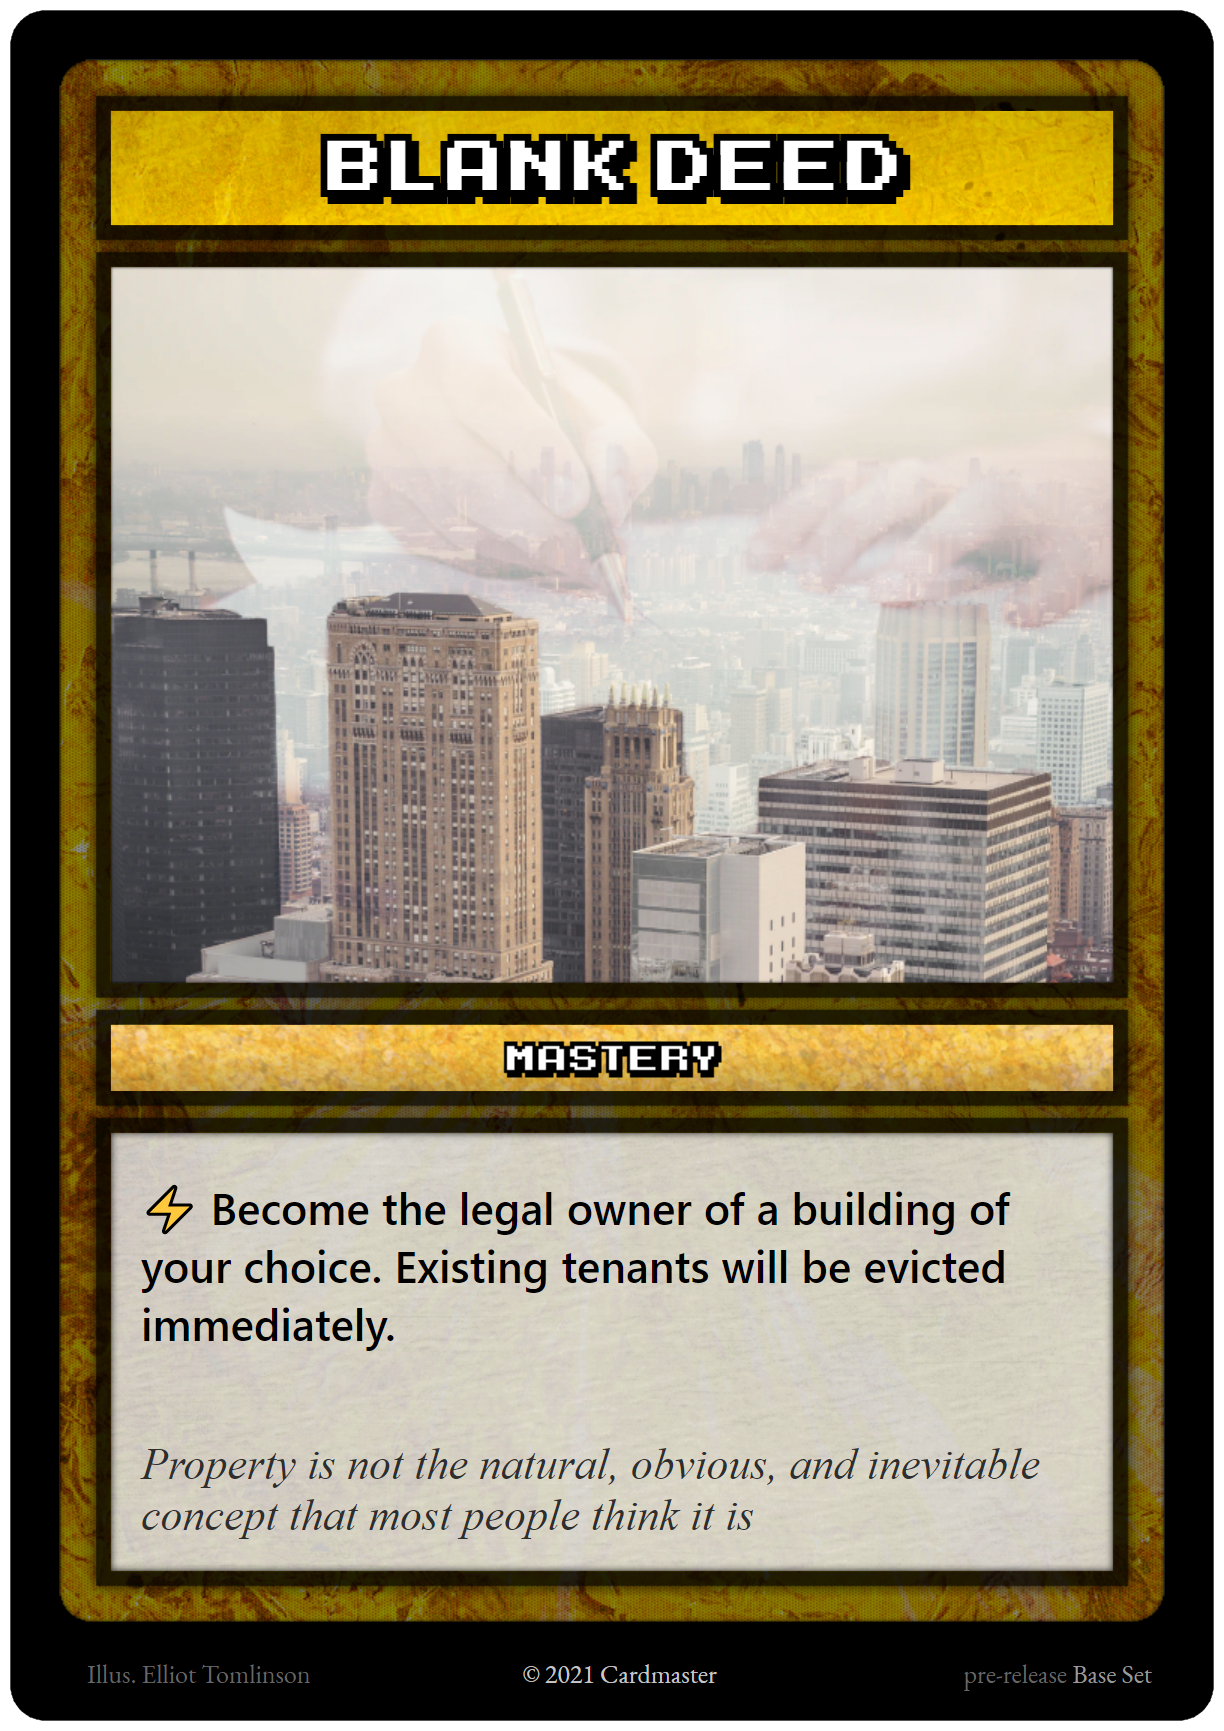 BLANK DEED
MASTERY
⚡ Become the legal owner of a building of
your choice. Existing tenants will be evicted
immediately.
Property is not the natural, obvious, and inevitable
concept that most people think it is
Illus. Elliot Tomlinson
© 2021 Cardmaster
pre-release Base Set